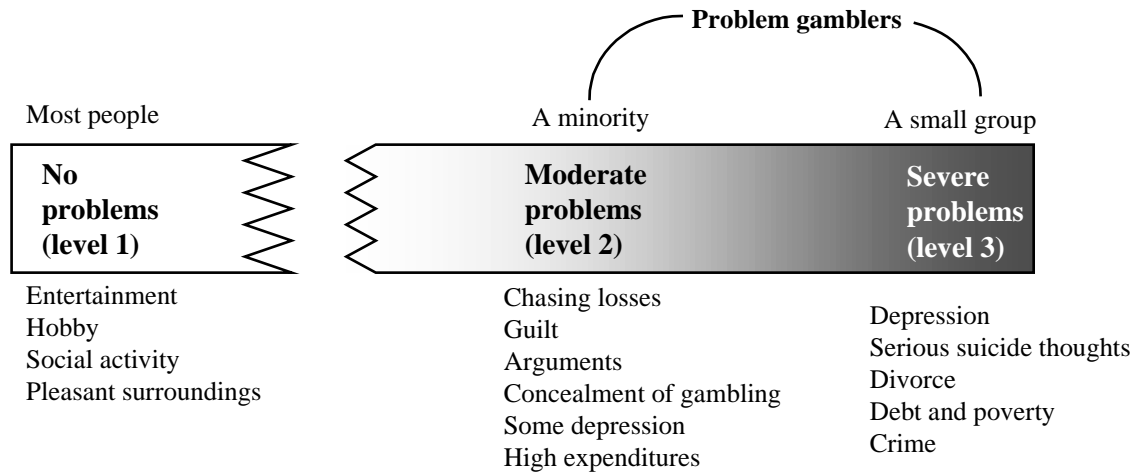 Problem gamblers
Most people
A minority
A small group
No
problems
(level 1)
Moderate
problems
(level 2)
Severe
problems
(level 3)
Entertainment
Hobby
Social activity
Pleasant surroundings
Chasing losses
Guilt
Arguments
Concealment of gambling
Some depression
High expenditures
Depression
Serious suicide thoughts
Divorce
Debt and poverty
Crime